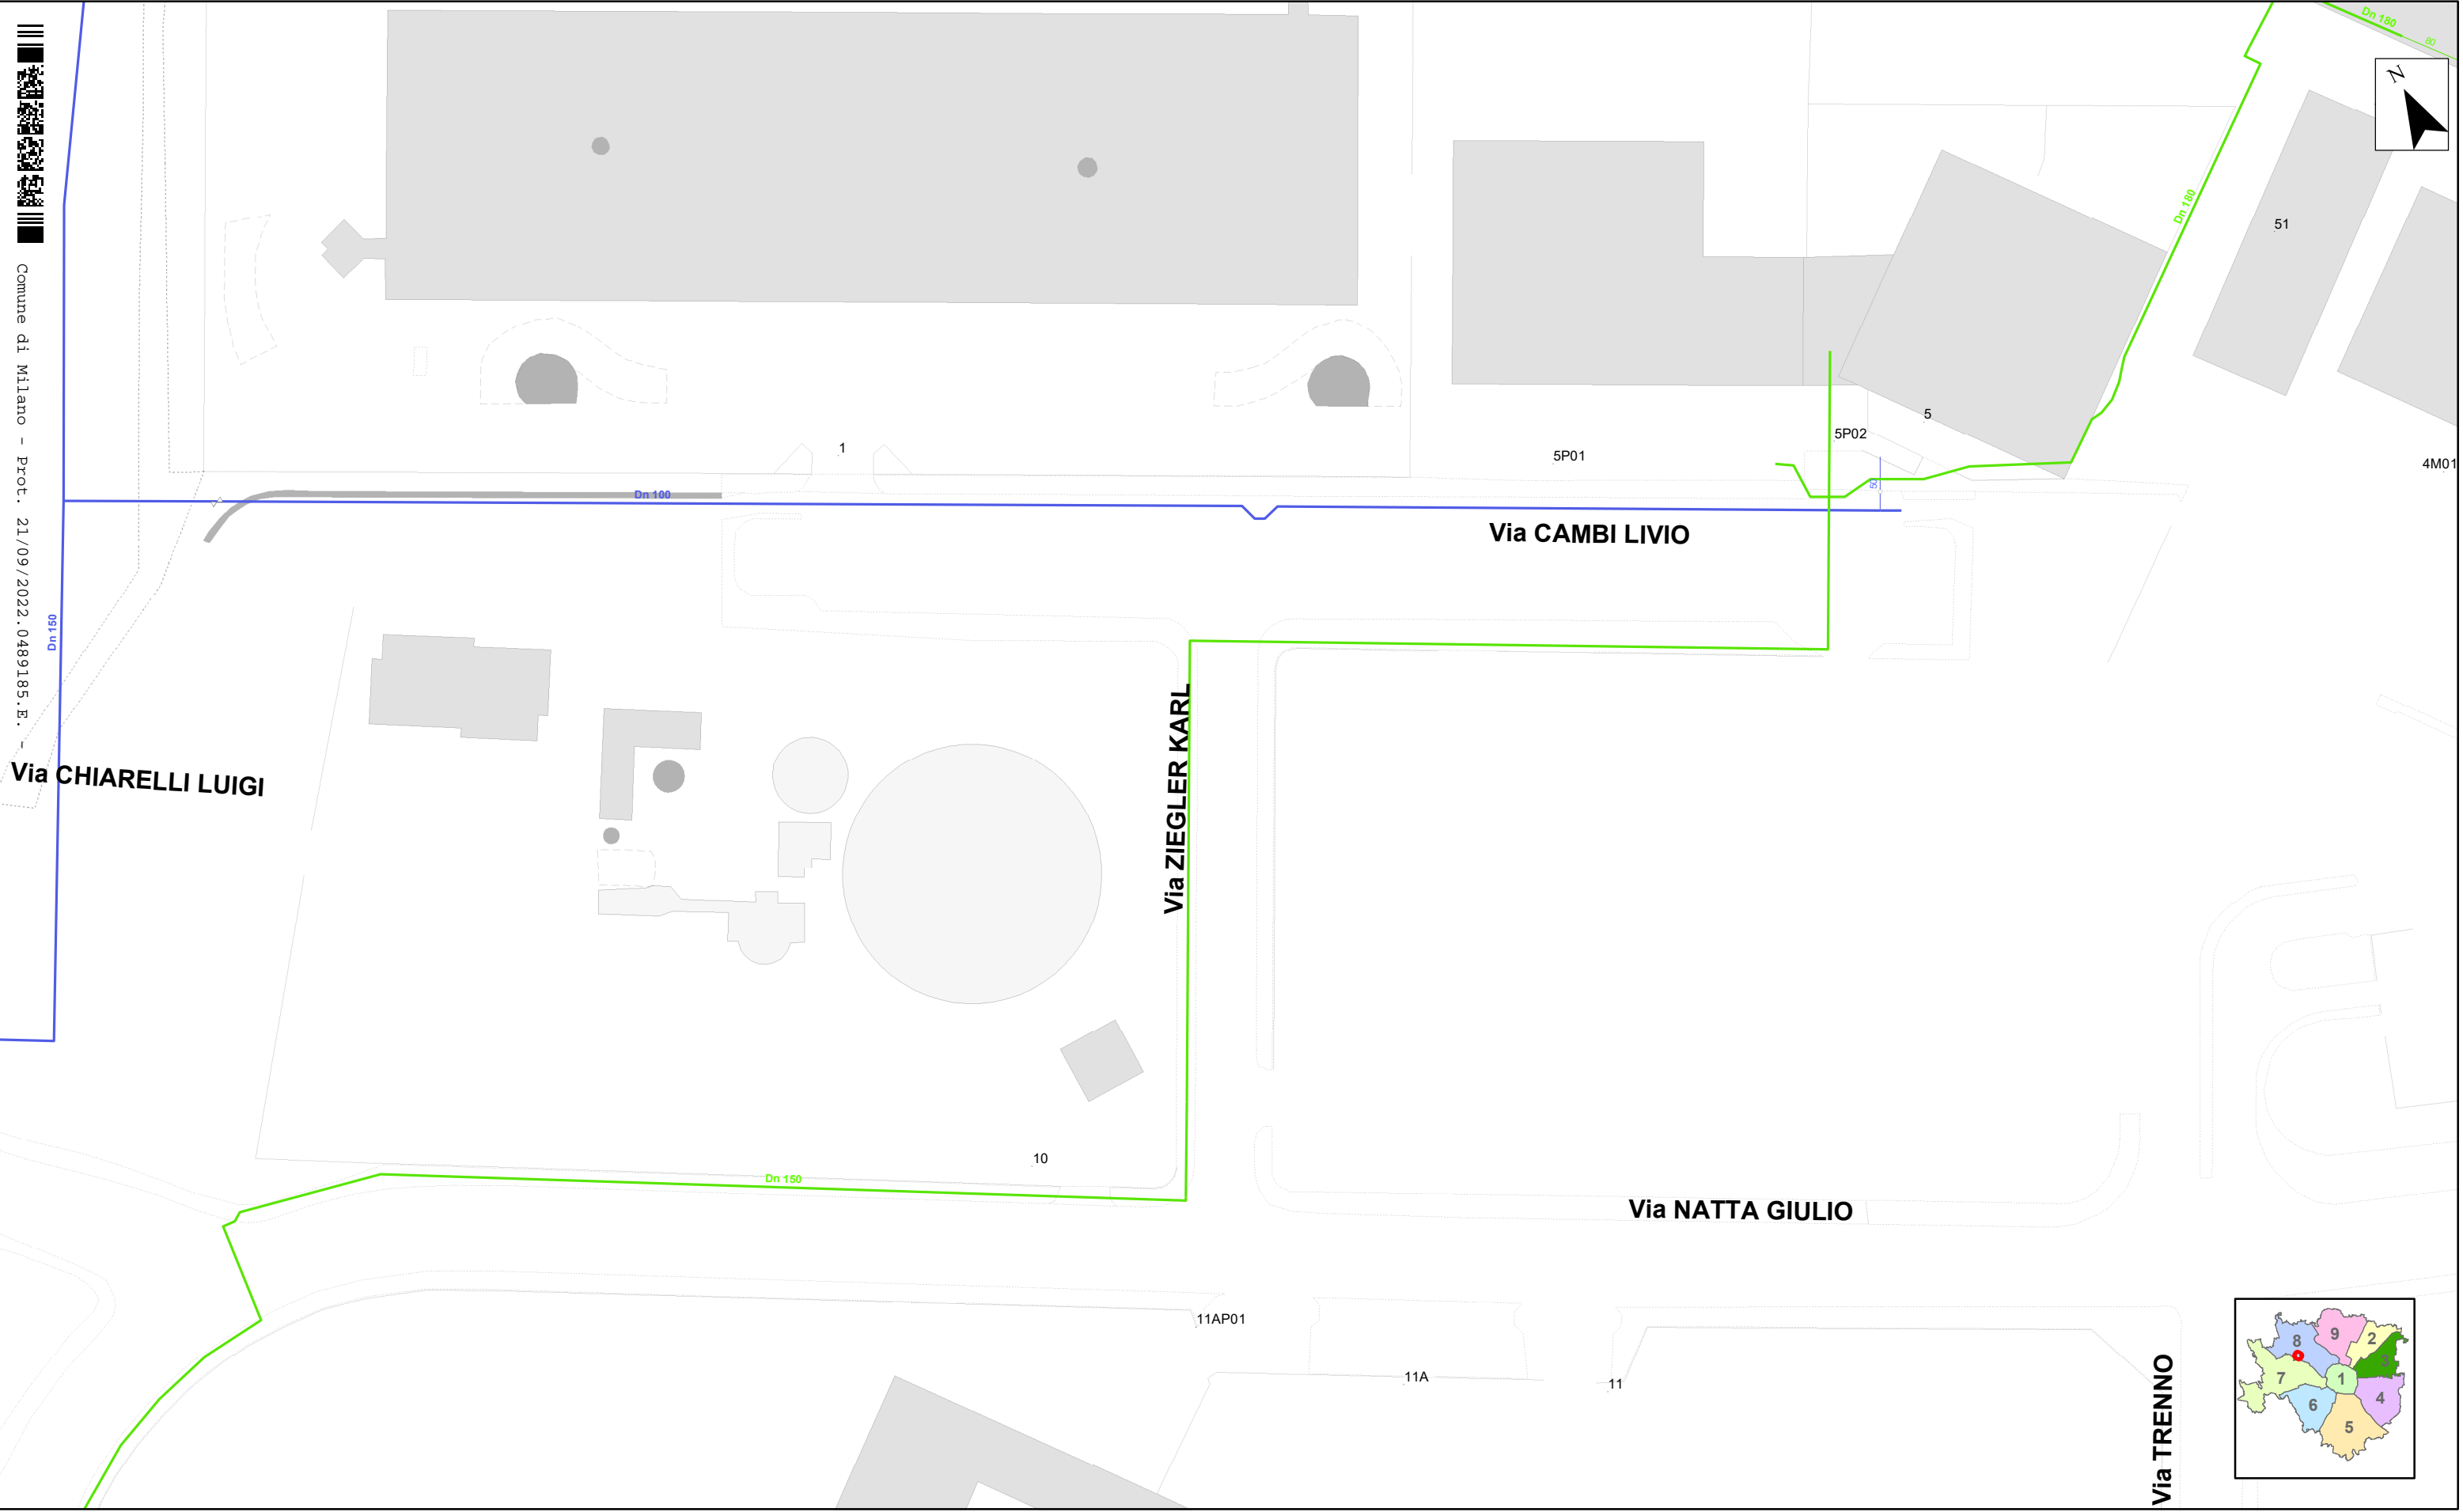 Comune di Milano - Prot. 21/09/2022.0489185.E. -
Dn 180
80
N
Dn 180
51
1
5
5P02
5P01
4M01
Dn 100
50
Via CAMBI LIVIO
Dn 150
Via ZIEGLER KARL
Via CHIARELLI LUIGI
10
Dn 150
Via NATTA GIULIO
11AP01
11A
11
Via TRENNO
8
9
2
3
7
1
4
6
5